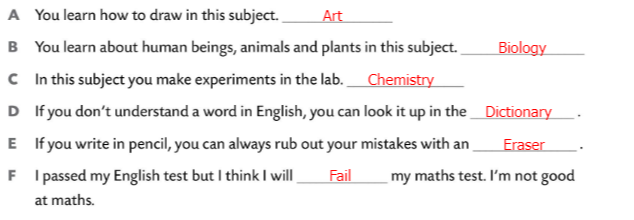 A You learn how to draw in this subject. Art
B You learn about human beings, animals and plants in this subject. Biology
C In this subject you make experiments in the lab. Chemistry
D If you don't understand a word in English, you can look it up in the Dictionary .
E If you write in pencil, you can always rub out your mistakes with an Eraser .
F I passed my English test but I think I will Fail my maths test. I'm not good
at maths.